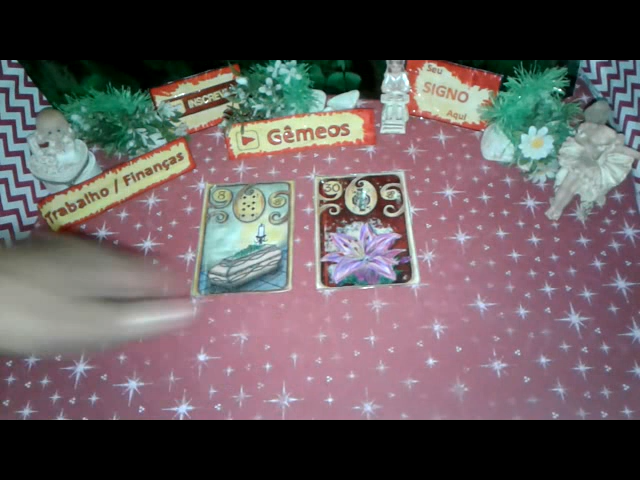 INSCREVA
Gêmeos
Seu
SIGNO
Aqui
Trabalho / Finanças
8
30